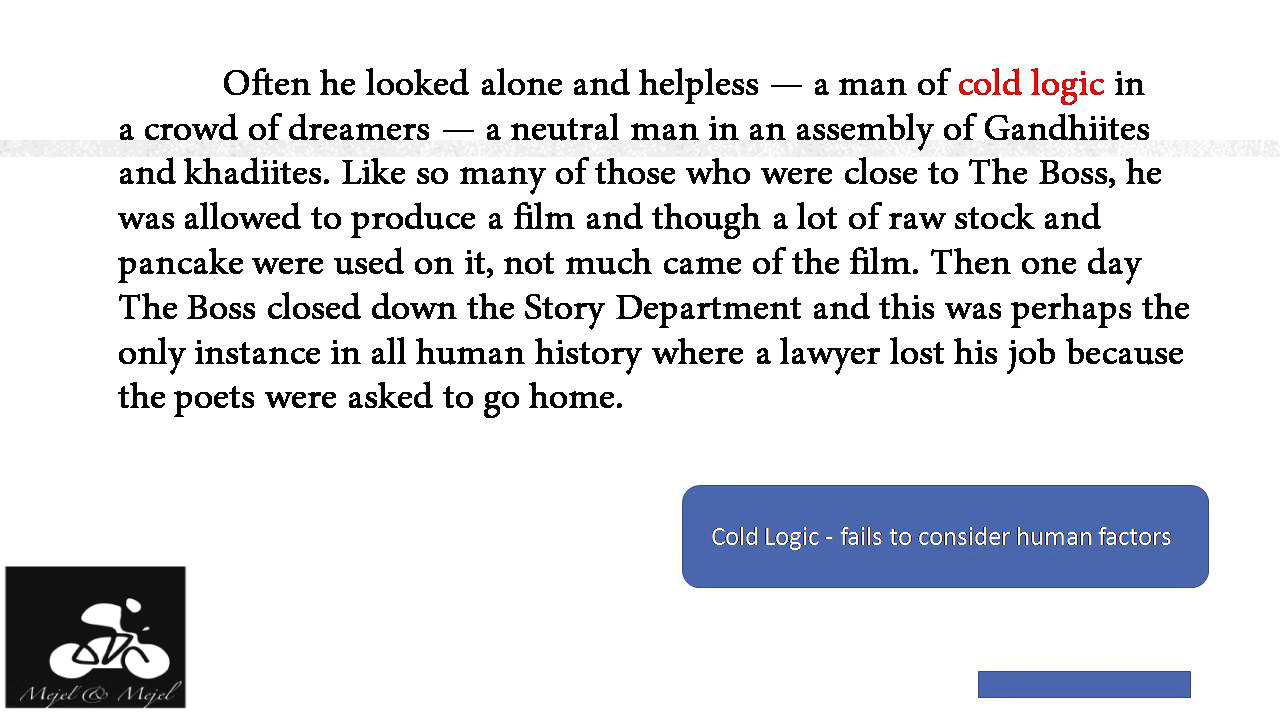 Often he looked alone and helpless — a man of cold logic in
a crowd of dreamers — a neutral man in an assembly of Gandhiites
and khadiites. Like so many of those who were close to The Boss, he
was allowed to produce a film and though a lot of raw stock and
pancake were used on it, not much came of the film. Then one day
The Boss closed down the Story Department and this was perhaps the
only instance in all human history where a lawyer lost his job because
the poets were asked to go home.
Cold Logic - fails to consider human factors
Mejel & Mejel